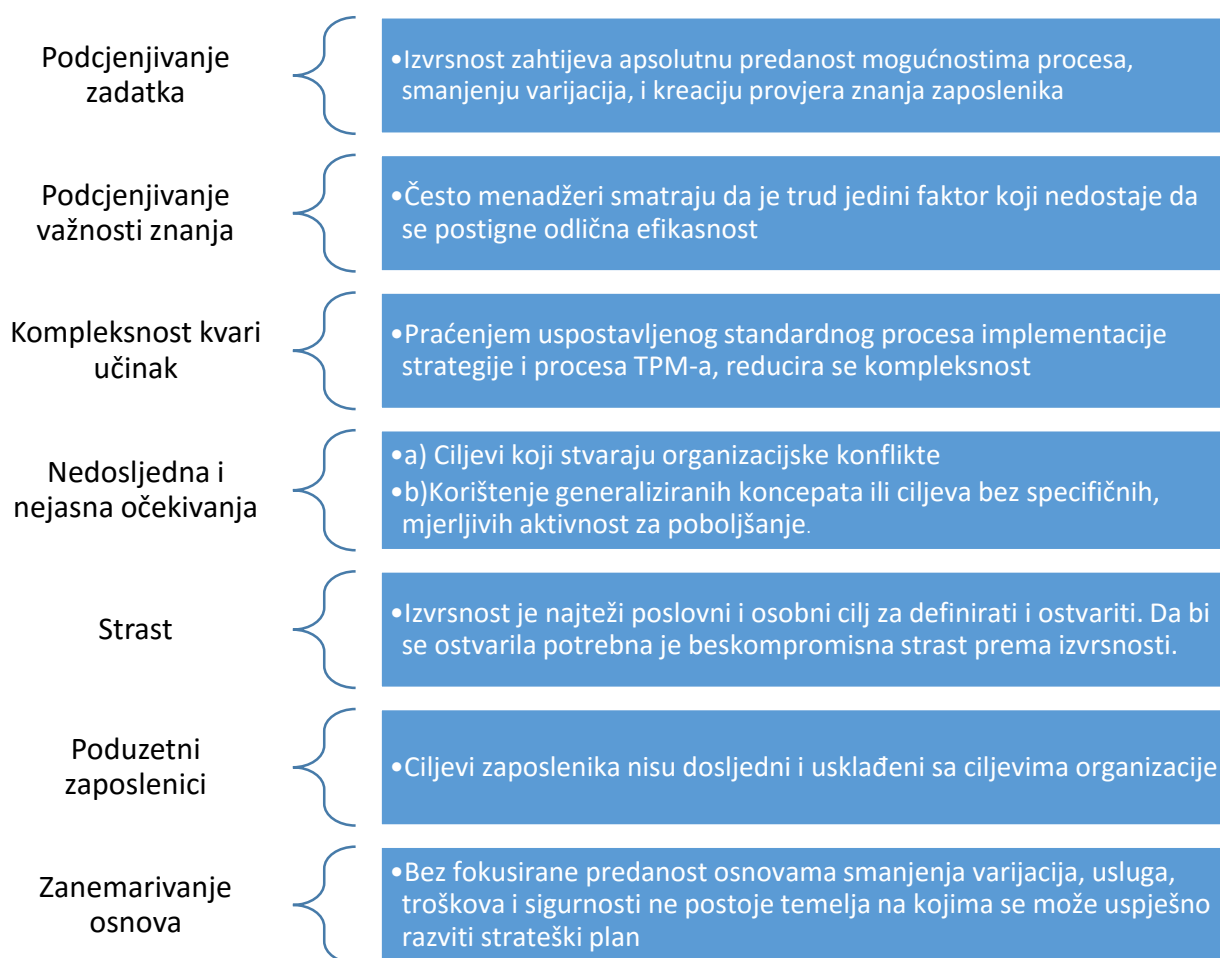 Podcjenjivanje
zadatka
•Izvrsnost zahtijeva apsolutnu predanost mogućnostima procesa,
smanjenju varijacija, i kreaciju provjera znanja zaposlenika
Podcjenjivanje
važnosti znanja
•Često menadžeri smatraju da je trud jedini faktor koji nedostaje da
se postigne odlična efikasnost
Kompleksnost kvari
učinak
•Praćenjem uspostavljenog standardnog procesa implementacije
strategije i procesa TPM-a, reducira se kompleksnost
Nedosljedna i
nejasna očekivanja
•a) Ciljevi koji stvaraju organizacijske konflikte
•b)Korištenje generaliziranih koncepata ili ciljeva bez specifičnih,
mjerljivih aktivnost za poboljšanje.
Strast
•Izvrsnost je najteži poslovni i osobni cilj za definirati i ostvariti. Da bi
se ostvarila potrebna je beskompromisna strast prema izvrsnosti.
Poduzetni
zaposlenici
•Ciljevi zaposlenika nisu dosljedni i usklađeni sa ciljevima organizacije
Zanemarivanje
osnova
•Bez fokusirane predanost osnovama smanjenja varijacija, usluga,
troškova i sigurnosti ne postoje temelja na kojima se može uspješno
razviti strateški plan